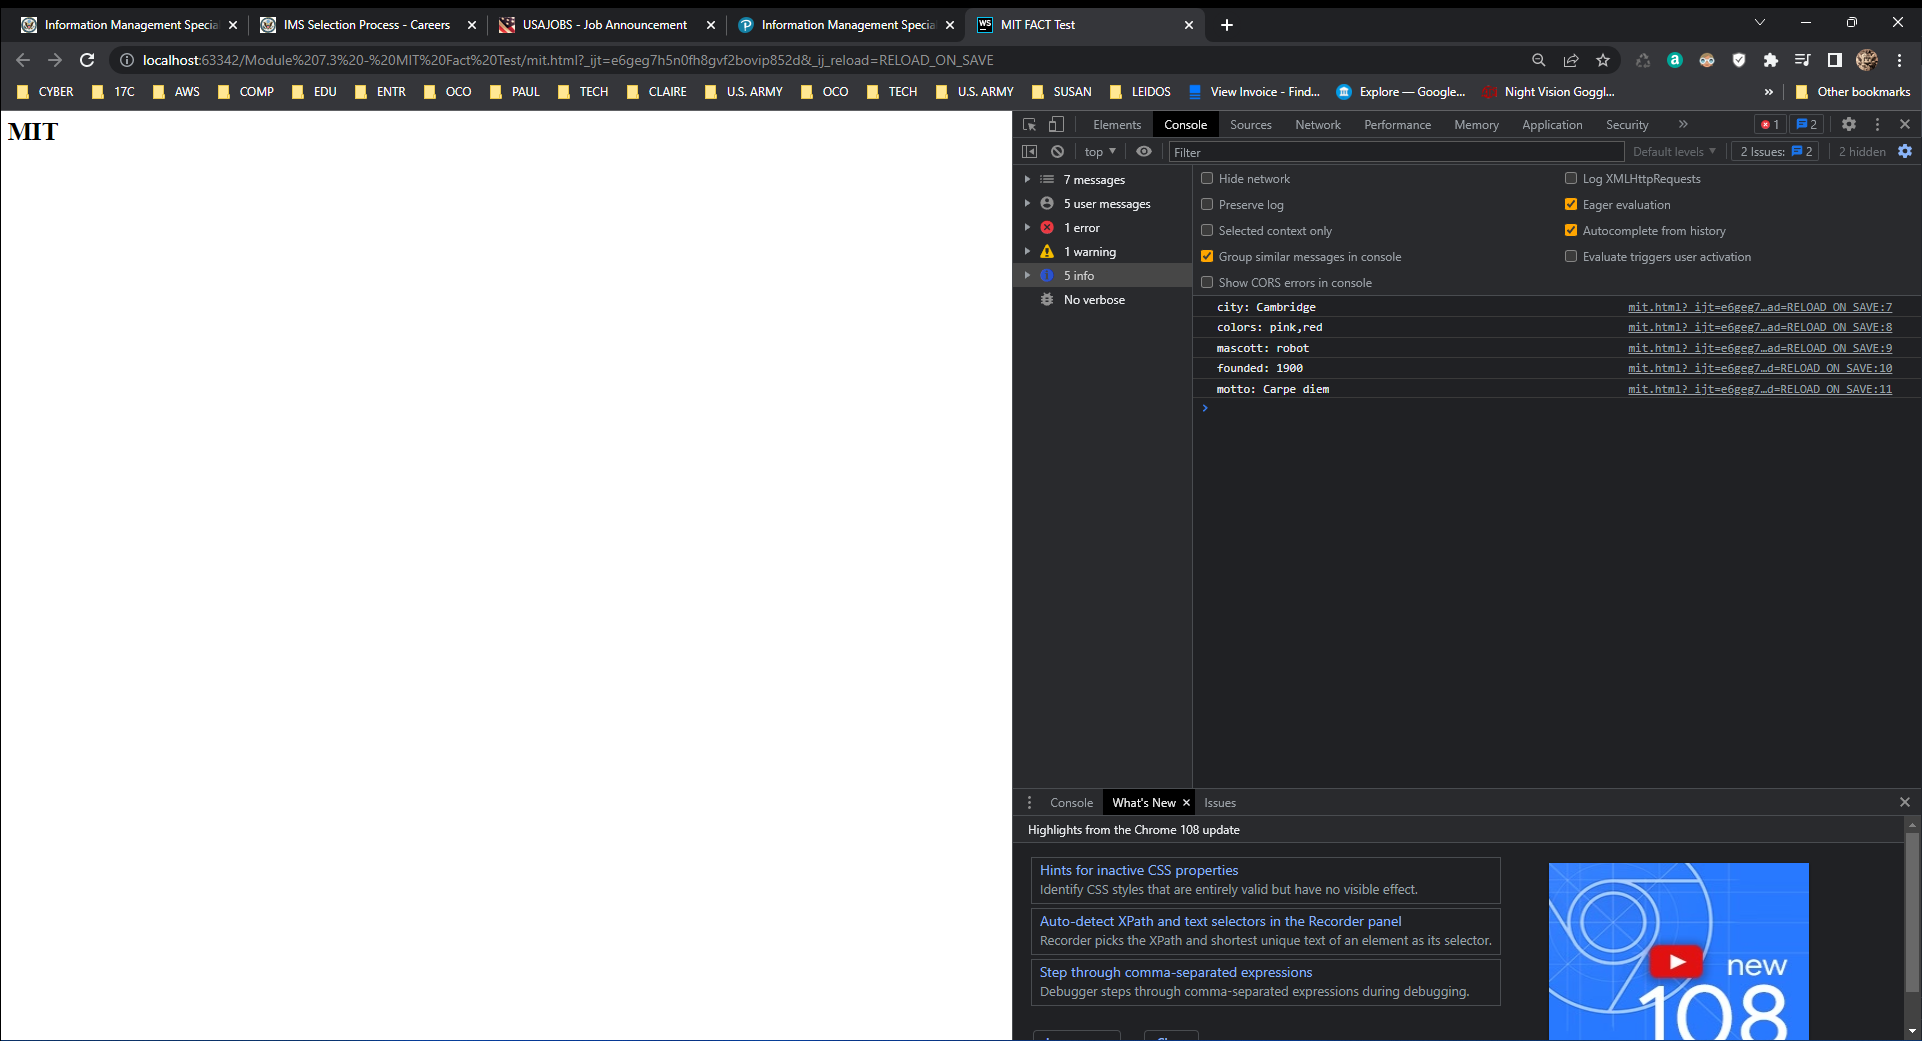 Information Management Specia
IMS Selection Process - Careers
USAJOBS - Job Announcement
Information Management Specia
WS
MIT FACT Test
localhost:63342/Module%207.3%20-%20MIT%20Fact%20Test/mit.html?_ijt=e6geg7h5n0fh8gvf2bovip852d&_ij_reload=RELOAD_ON_SAVE
CYBER
17C
AWS
COMP
EDU
ENTR
OCO
PAUL
TECH
CLAIRE
U.S. ARMY
OCO
TECH
U.S. ARMY
SUSAN
LEIDOS
View Invoice - Find...
Explore — Google...
Night Vision Goggl...
»
Other bookmarks
MIT
Elements
Console
Sources
Network
Performance
Memory
Application
Security
»
1
2
top
Filter
Default levels
2 Issues:
2
2 hidden
7 messages
5 user messages
1 error
1 warning
5 info
No verbose
Hide network
Log XMLHttpRequests
Preserve log
Eager evaluation
Selected context only
Autocomplete from history
Group similar messages in console
Evaluate triggers user activation
Show CORS errors in console
city: Cambridge
mit.html?_ijt=e6geg7…ad=RELOAD_ON_SAVE:7
colors: pink,red
mit.html?_ijt=e6geg7…ad=RELOAD_ON_SAVE:8
mascott: robot
mit.html?_ijt=e6geg7…ad=RELOAD_ON_SAVE:9
founded: 1900
mit.html?_ijt=e6geg7…d=RELOAD_ON_SAVE:10
motto: Carpe diem
mit.html?_ijt=e6geg7…d=RELOAD_ON_SAVE:11
Console
What's New
Issues
Highlights from the Chrome 108 update
Hints for inactive CSS properties
Identify CSS styles that are entirely valid but have no visible effect.
Auto-detect XPath and text selectors in the Recorder panel
Recorder picks the XPath and shortest unique text of an element as its selector.
Step through comma-separated expressions
Debugger steps through comma-separated expressions during debugging.
new
108